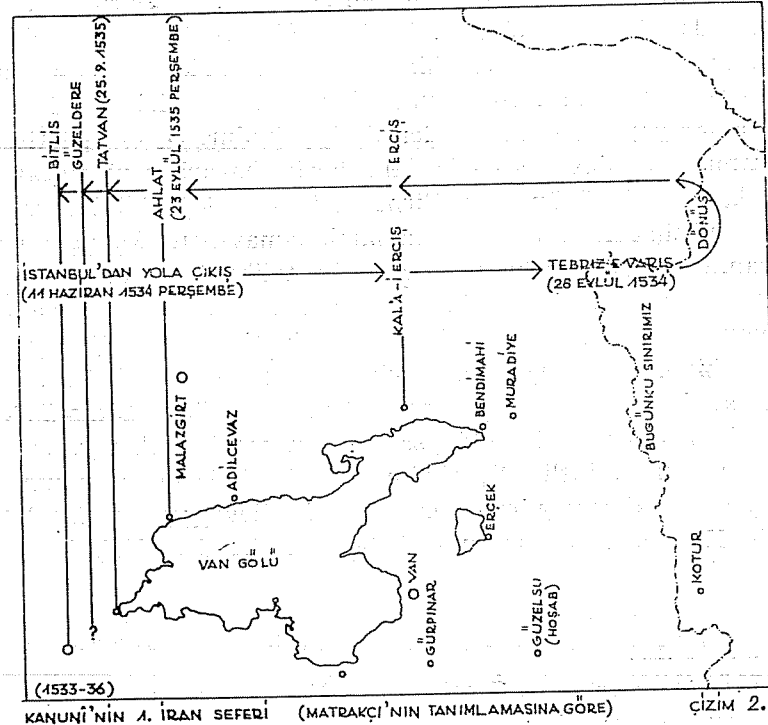 BİTLİS
GÜZELDERE
TATVAN (25.9.1535)
AHLAT
(23 EYLÜL 1535 PERŞEMBE)
ERCİŞ
DÖNÜŞ
İSTANBUL'DAN YOLA ÇIKIŞ
(11 HAZİRAN 1534 PERŞEMBE)
KAL'A-İ ERCİŞ
TEBRİZ'E VARIŞ
(28 EYLÜL 1534)
MALAZGİRT
ADİLCEVAZ
BENDİMAHİ
MURADİYE
BUGÜNKÜ SINIRIMIZ
ERÇEK
VAN GÖLÜ
VAN
GÜRPINAR
GÜZELSU
(HOŞAB)
KOTUR
?
(1533-36)
KANUNÎ'NİN 1. İRAN SEFERİ (MATRAKÇI'NIN TANIMLAMASINA GÖRE) ÇİZİM 2.